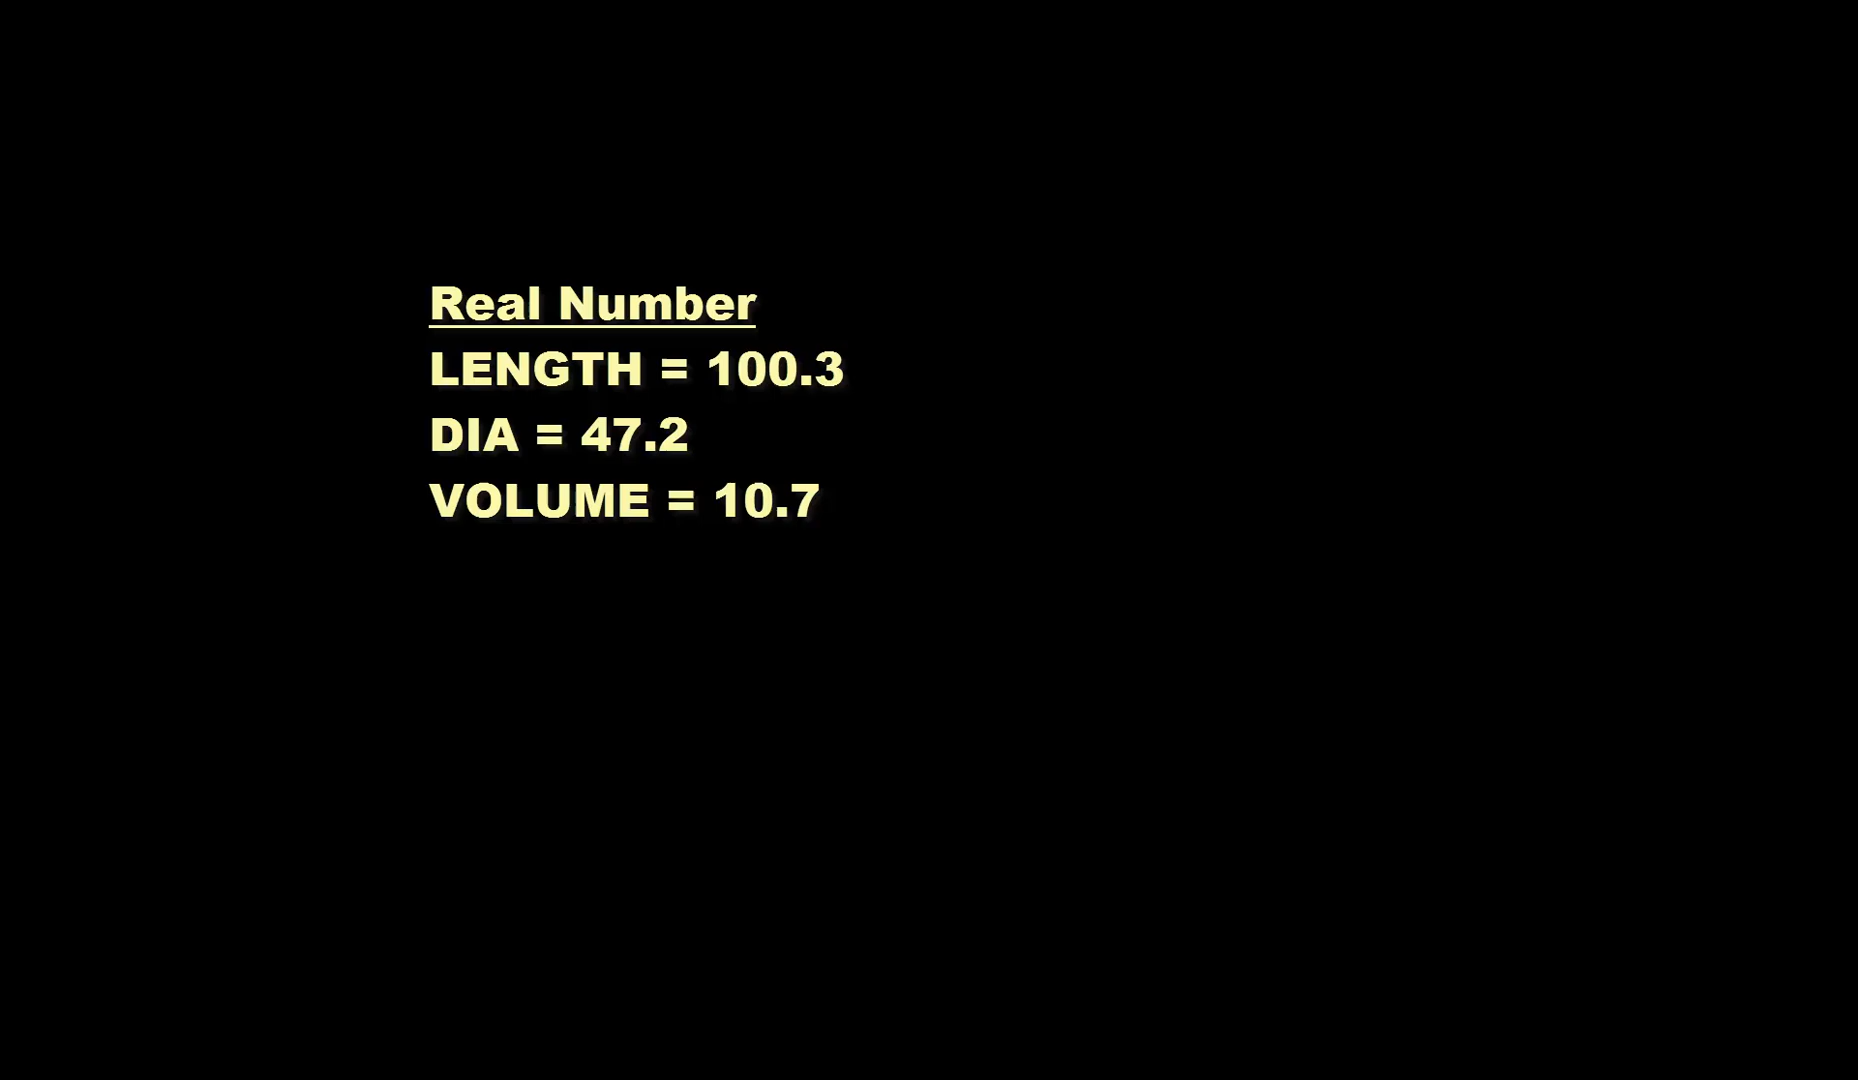 Real Number
LENGTH = 100.3
DIA = 47.2
VOLUME = 10.7